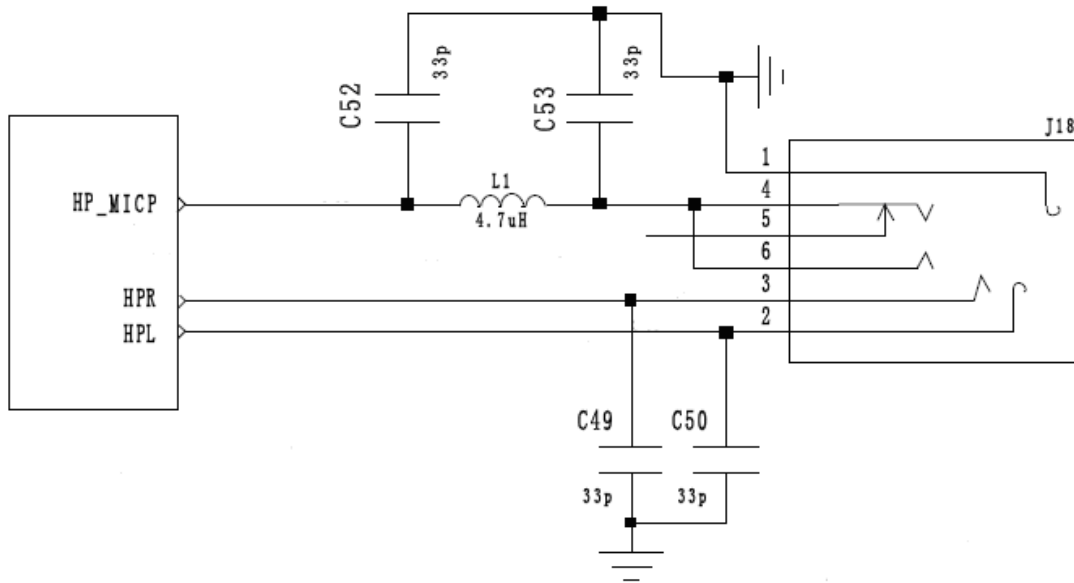 33p
33p
C52
C53
J18
1
L1
HP_MICP
4
4.7uH
5
6
HPR
3
HPL
2
C49
C50
33p
33p